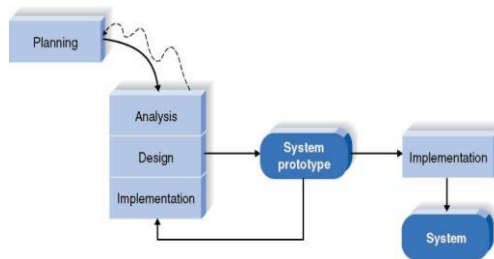 Planning
Analysis
Design
Implementation
System
prototype
Implementation
System